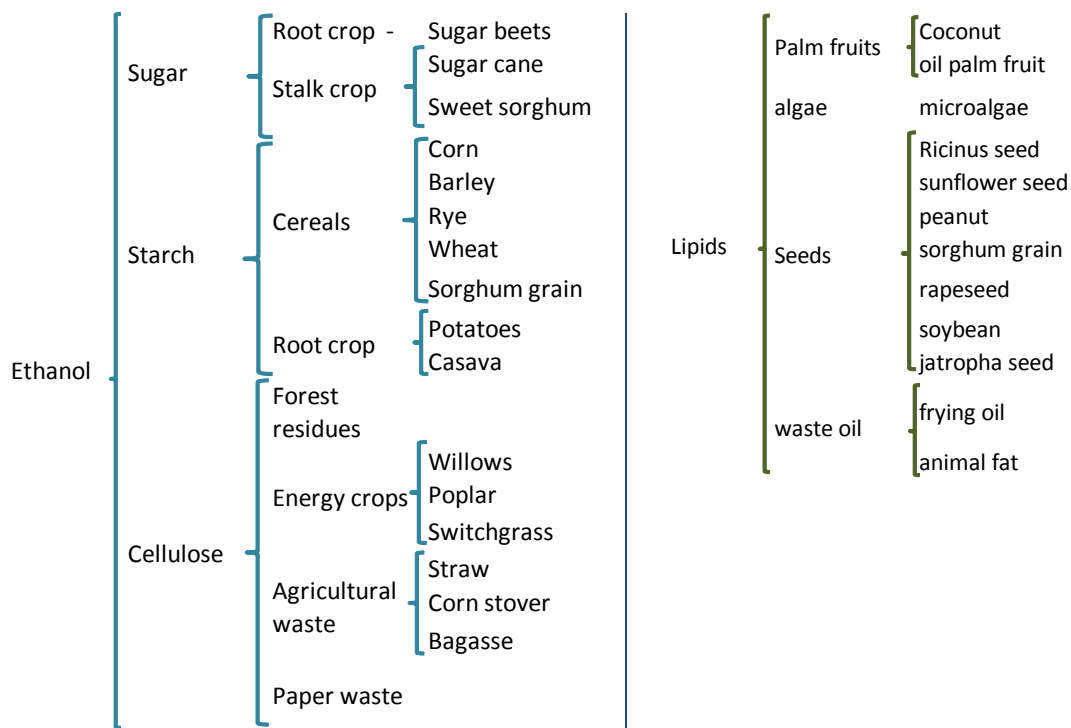 Ethanol
Sugar
Root crop -
Sugar beets
Stalk crop
Sugar cane
Sweet sorghum
Starch
Cereals
Corn
Barley
Rye
Wheat
Sorghum grain
Root crop
Potatoes
Casava
Cellulose
Forest
residues
Energy crops
Willows
Poplar
Switchgrass
Agricultural
waste
Straw
Corn stover
Bagasse
Paper waste
Lipids
Palm fruits
Coconut
oil palm fruit
algae
microalgae
Seeds
Ricinus seed
sunflower seed
peanut
sorghum grain
rapeseed
soybean
jatropha seed
waste oil
frying oil
animal fat